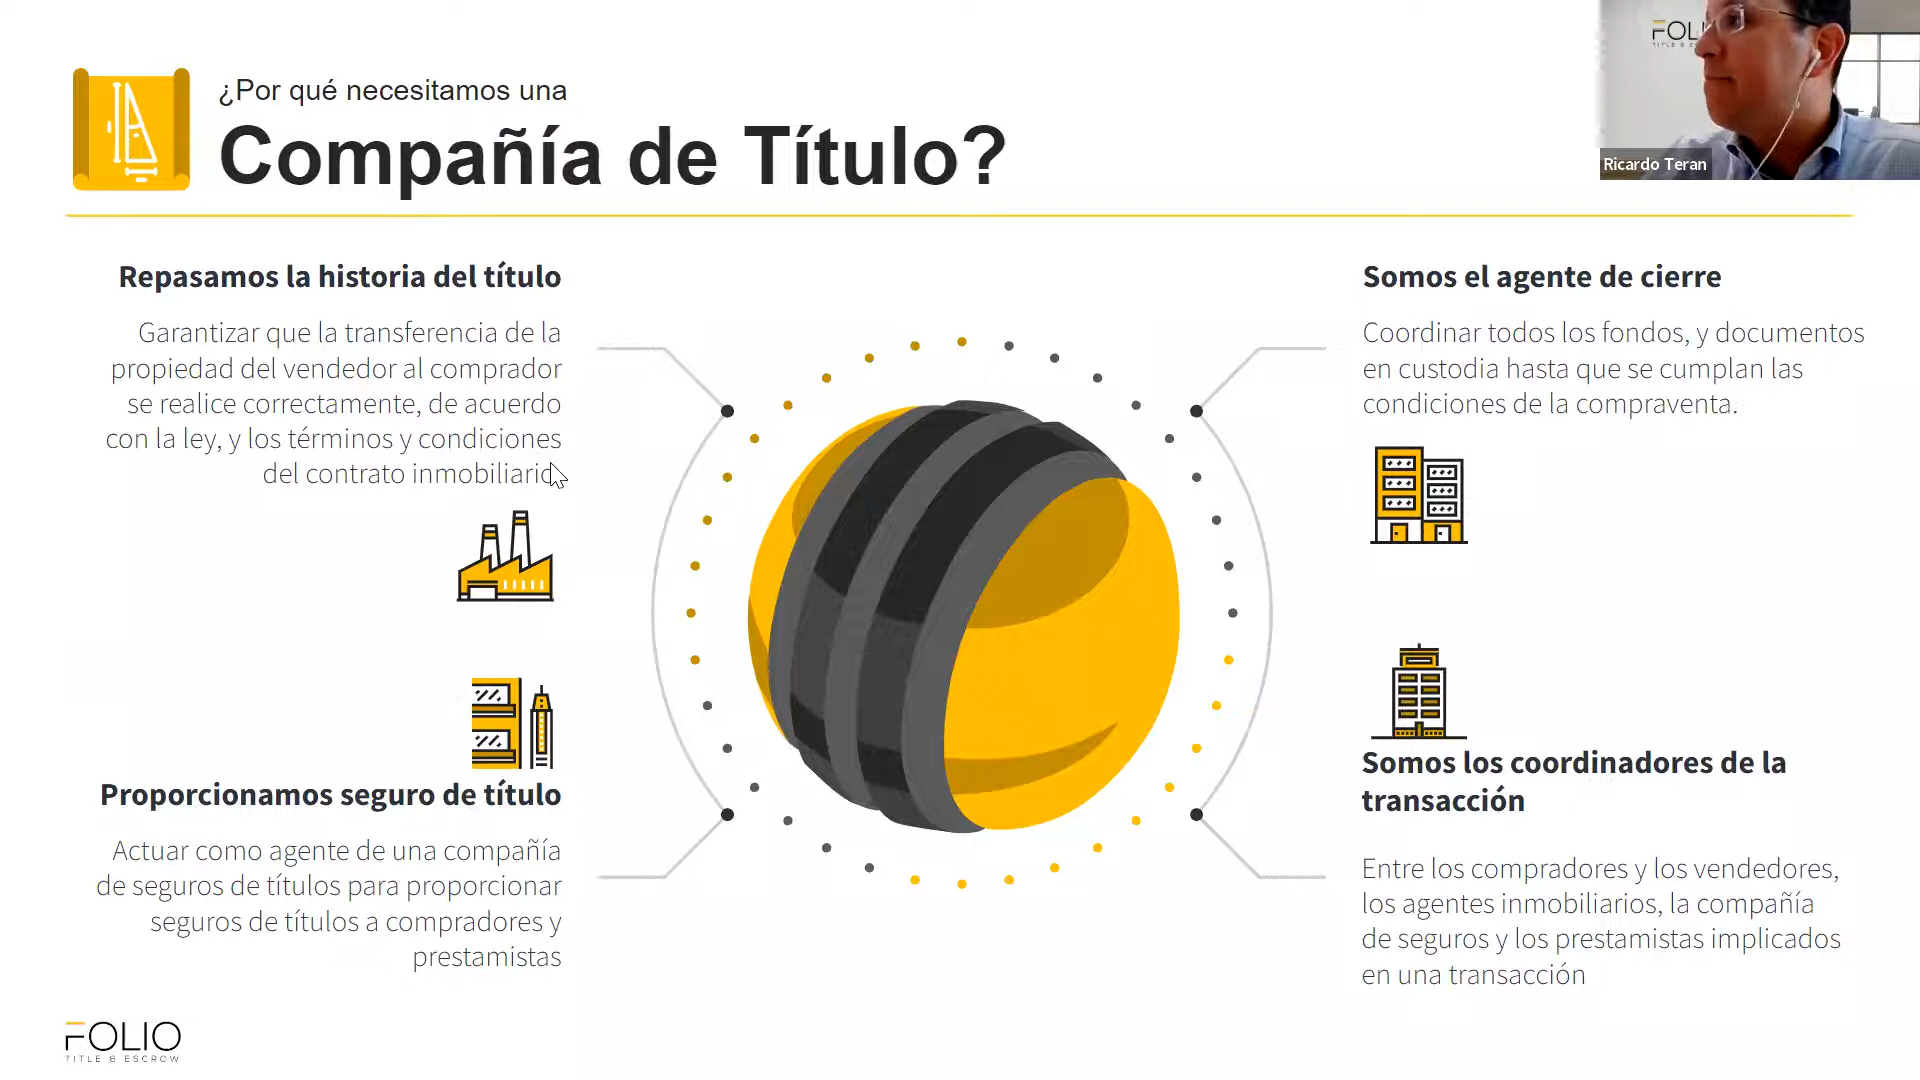 ¿Por qué necesitamos una
Compañía de Título?
Ricardo Teran
Repasamos la historia del título
Garantizar que la transferencia de la
propiedad del vendedor al comprador
se realice correctamente, de acuerdo
con la ley, y los términos y condiciones
del contrato inmobiliario
Proporcionamos seguro de título
Actuar como agente de una compañía
de seguros de títulos para proporcionar
seguros de títulos a compradores y
prestamistas
Somos el agente de cierre
Coordinar todos los fondos, y documentos
en custodia hasta que se cumplan las
condiciones de la compraventa.
Somos los coordinadores de la
transacción
Entre los compradores y los vendedores,
los agentes inmobiliarios, la compañía
de seguros y los prestamistas implicados
en una transacción
FOLIO
TITLE & ESCROW